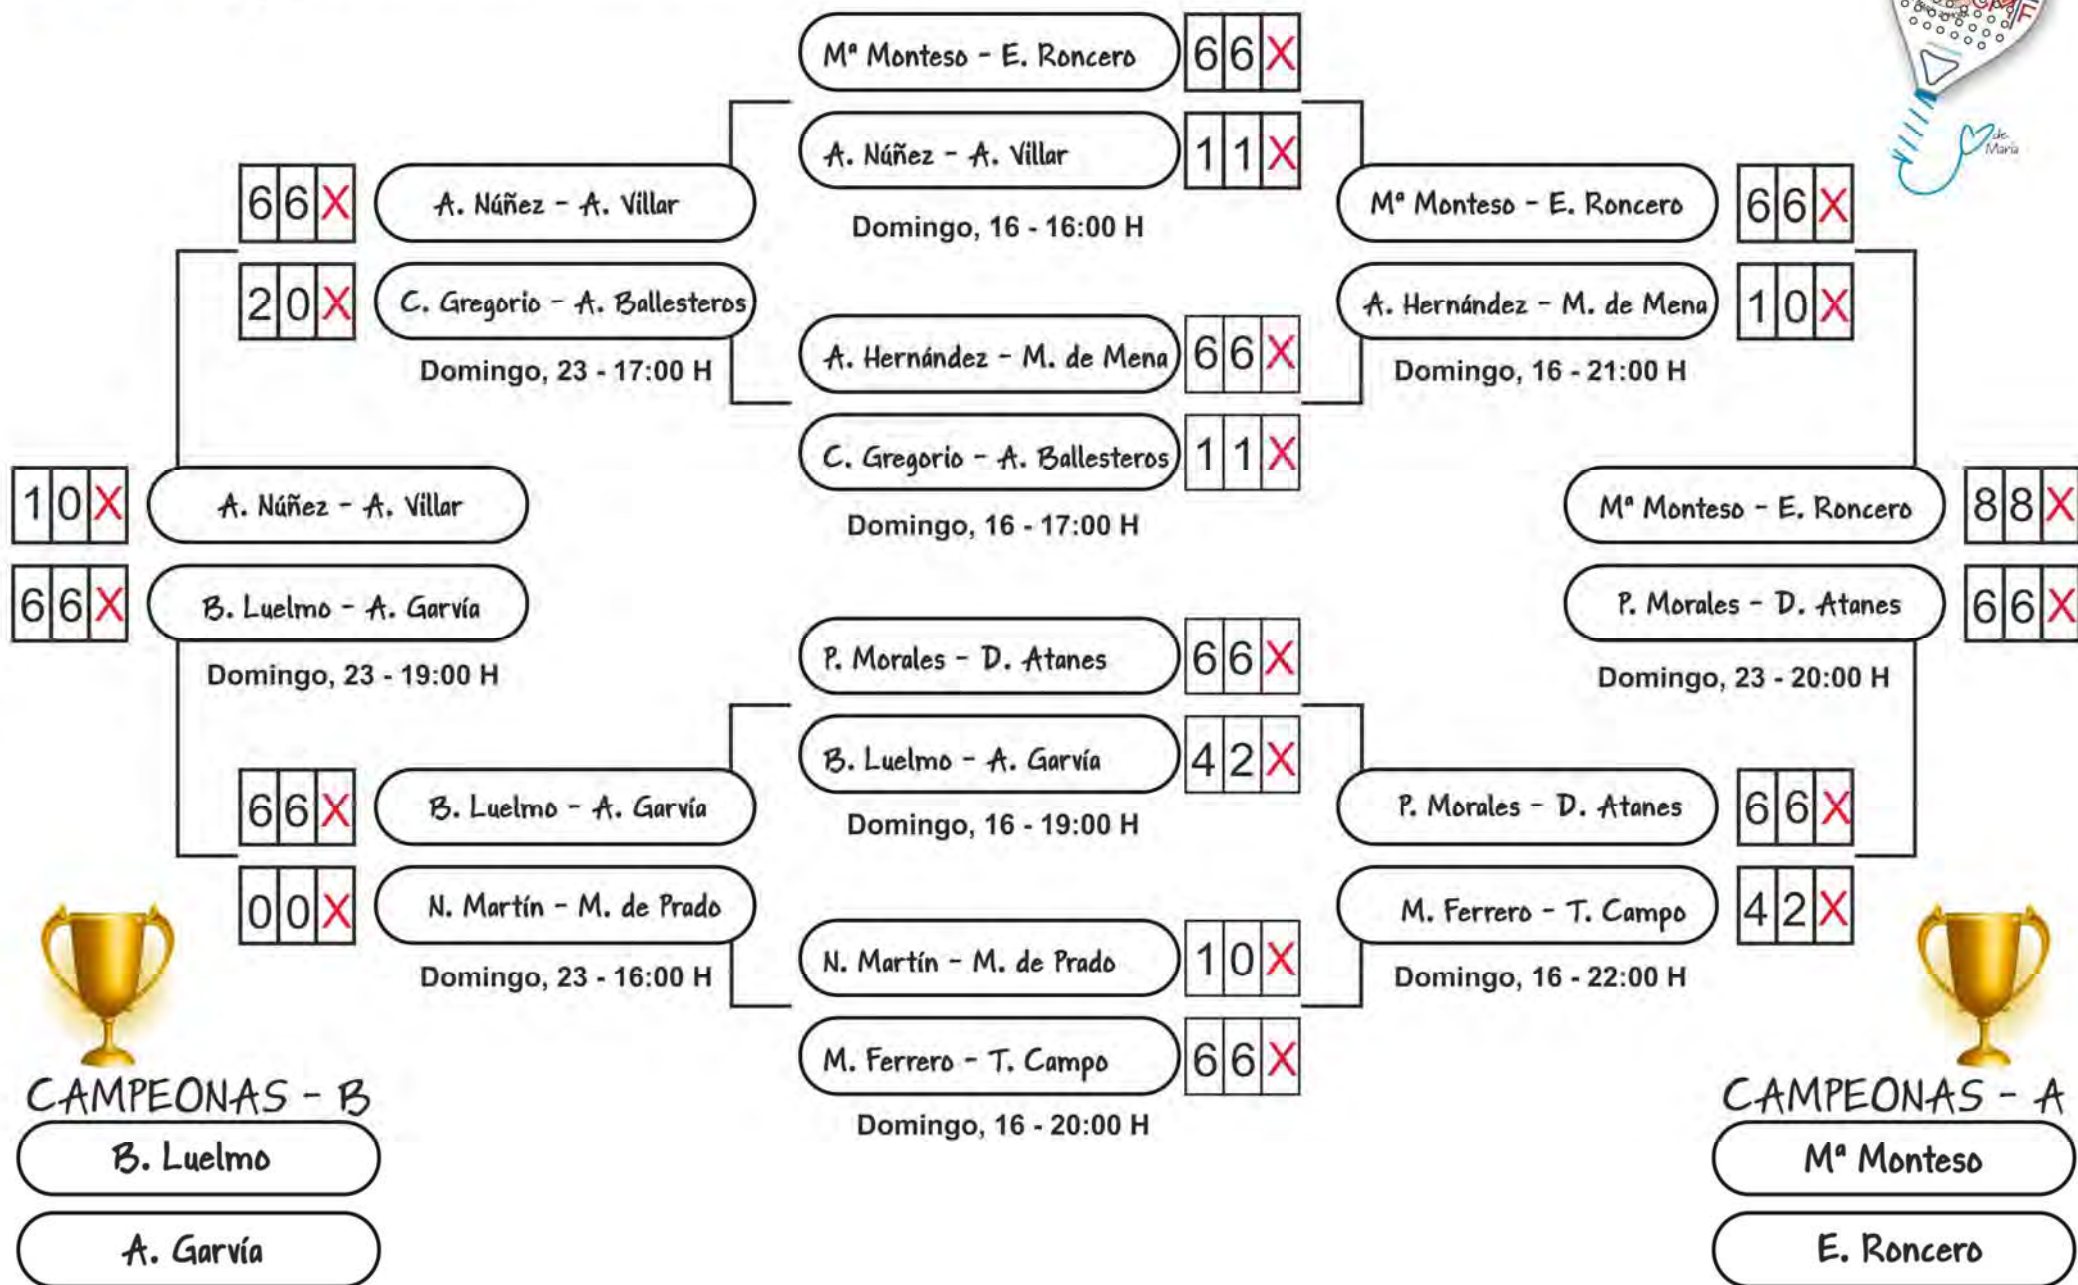 Mª Monteso - E. Roncero 6 6 X
A. Núñez - A. Villar 1 1 X
Domingo, 16 - 16:00 H
de María
6 6 X A. Núñez - A. Villar
2 0 X C. Gregorio - A. Ballesteros
Domingo, 23 - 17:00 H
Mª Monteso - E. Roncero 6 6 X
A. Hernández - M. de Mena 1 0 X
Domingo, 16 - 21:00 H
A. Hernández - M. de Mena 6 6 X
C. Gregorio - A. Ballesteros 1 1 X
Domingo, 16 - 17:00 H
1 0 X A. Núñez - A. Villar
6 6 X B. Luelmo - A. Garvía
Domingo, 23 - 19:00 H
Mª Monteso - E. Roncero 8 8 X
P. Morales - D. Atanes 6 6 X
Domingo, 23 - 20:00 H
P. Morales - D. Atanes 6 6 X
B. Luelmo - A. Garvía 4 2 X
Domingo, 16 - 19:00 H
6 6 X B. Luelmo - A. Garvía
0 0 X N. Martín - M. de Prado
Domingo, 23 - 16:00 H
P. Morales - D. Atanes 6 6 X
M. Ferrero - T. Campo 4 2 X
Domingo, 16 - 22:00 H
N. Martín - M. de Prado 1 0 X
M. Ferrero - T. Campo 6 6 X
Domingo, 16 - 20:00 H
CAMPEONAS - B
B. Luelmo
A. Garvía
CAMPEONAS - A
Mª Monteso
E. Roncero